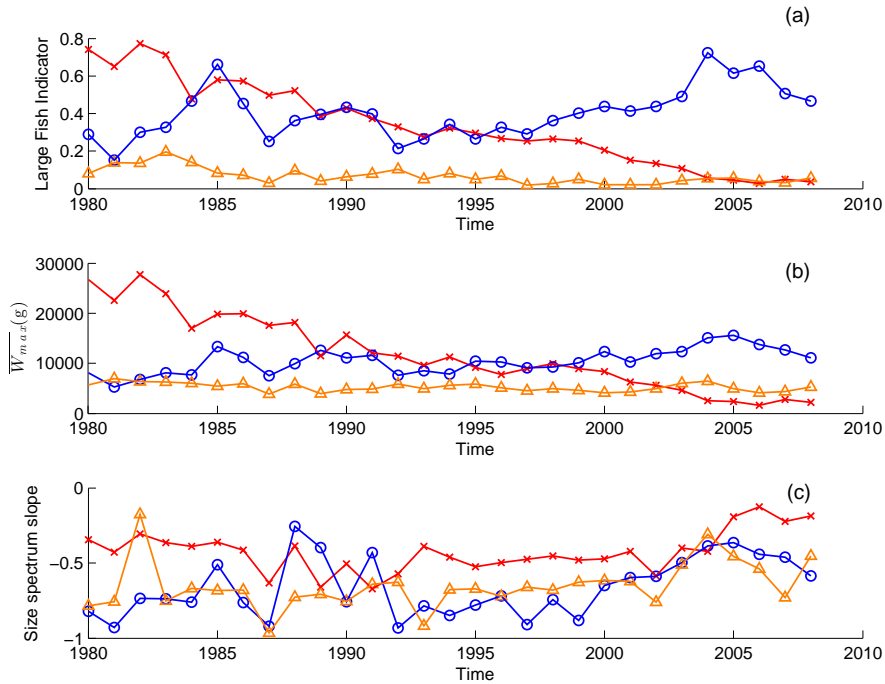 (a)
Large Fish Indicator
0.8
0.6
0.4
0.2
0
1980 1985 1990 1995 2000 2005 2010
Time
(b)
W_max(g)
30000
20000
10000
0
1980 1985 1990 1995 2000 2005 2010
Time
(c)
Size spectrum slope
0
−0.5
−1
1980 1985 1990 1995 2000 2005 2010
Time